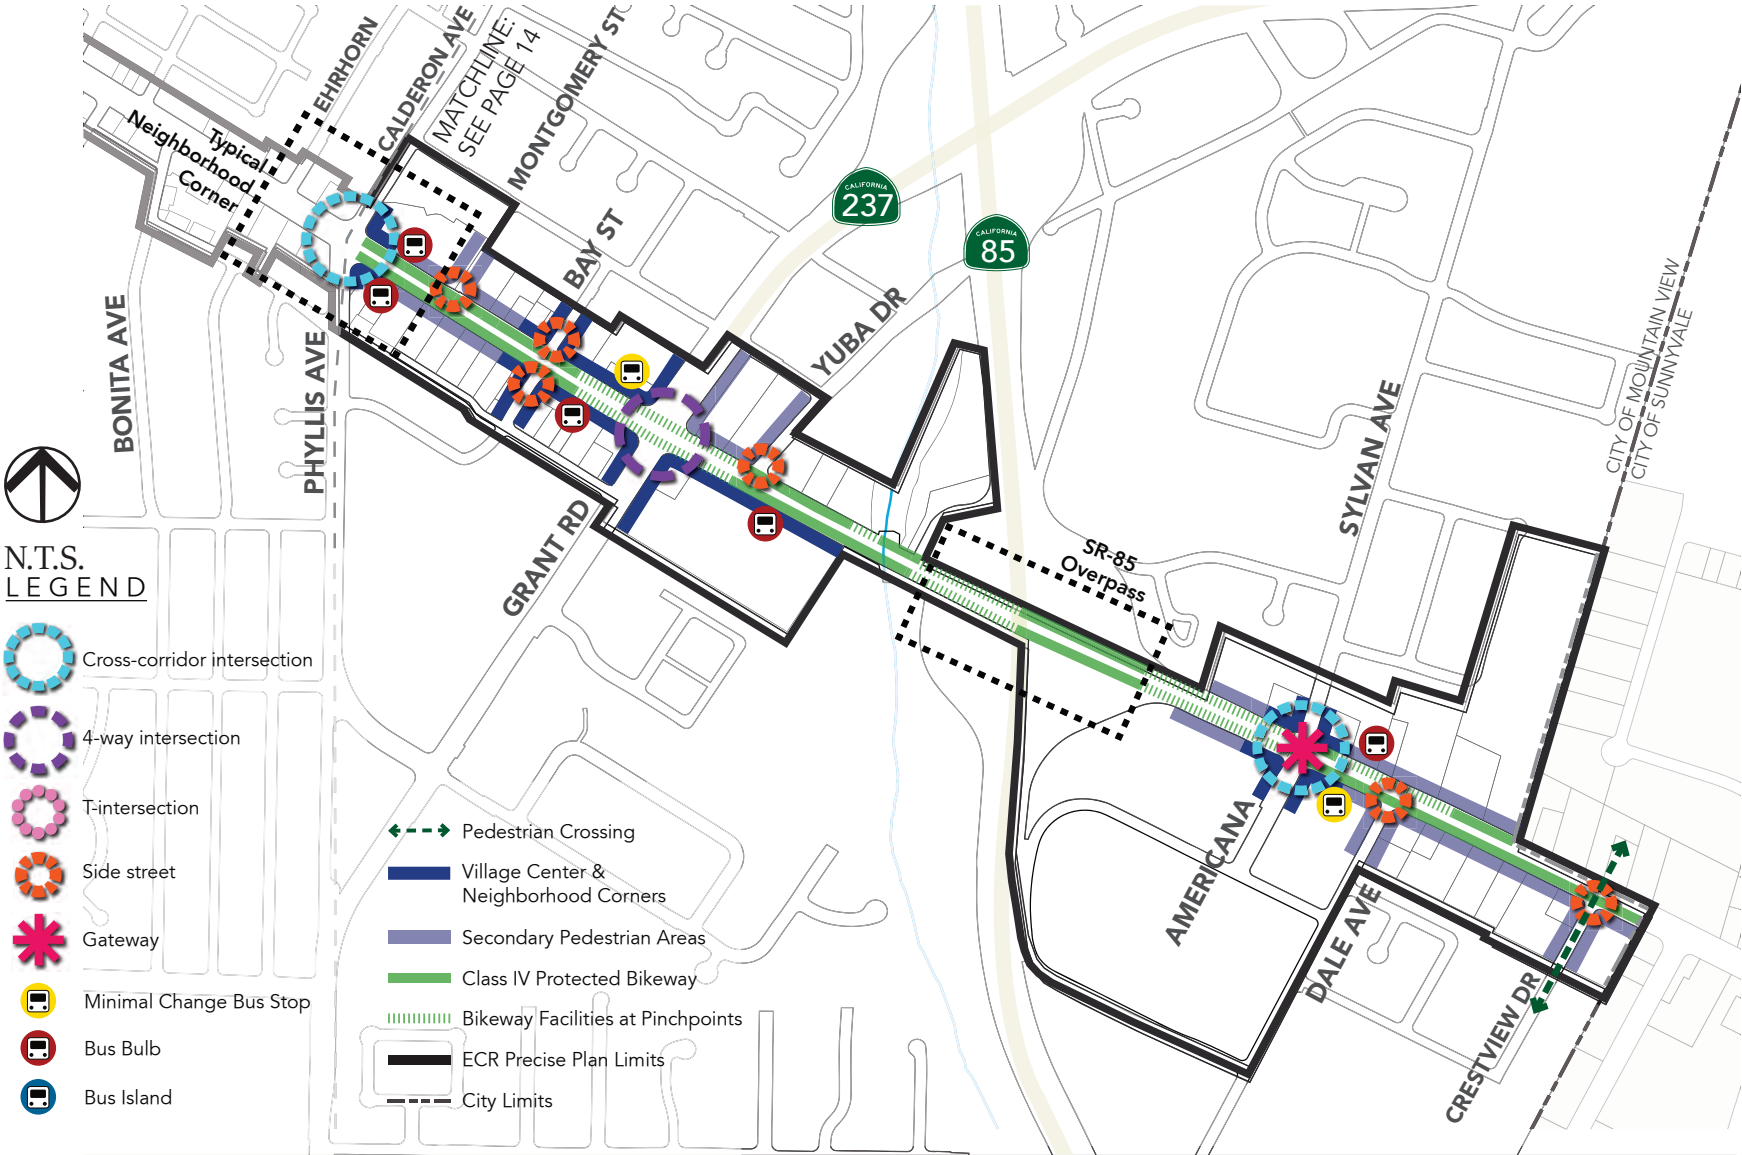 EHRHORN
CALDERON AVE
MATCHLINE:
SEE PAGE 14
MONTGOMERY ST
Typical
Neighborhood
Corner
BAY ST
CALIFORNIA
237
CALIFORNIA
85
YUBA DR
BONITA AVE
PHYLLIS AVE
GRANT RD
SR-85
Overpass
SYLVAN AVE
CITY OF MOUNTAIN VIEW
CITY OF SUNNYVALE
AMERICANA
DALE AVE
CRESTVIEW DR
N.T.S.
LEGEND
Cross-corridor intersection
4-way intersection
T-intersection
Side street
Gateway
Minimal Change Bus Stop
Bus Bulb
Bus Island
Pedestrian Crossing
Village Center &
Neighborhood Corners
Secondary Pedestrian Areas
Class IV Protected Bikeway
Bikeway Facilities at Pinchpoints
ECR Precise Plan Limits
City Limits